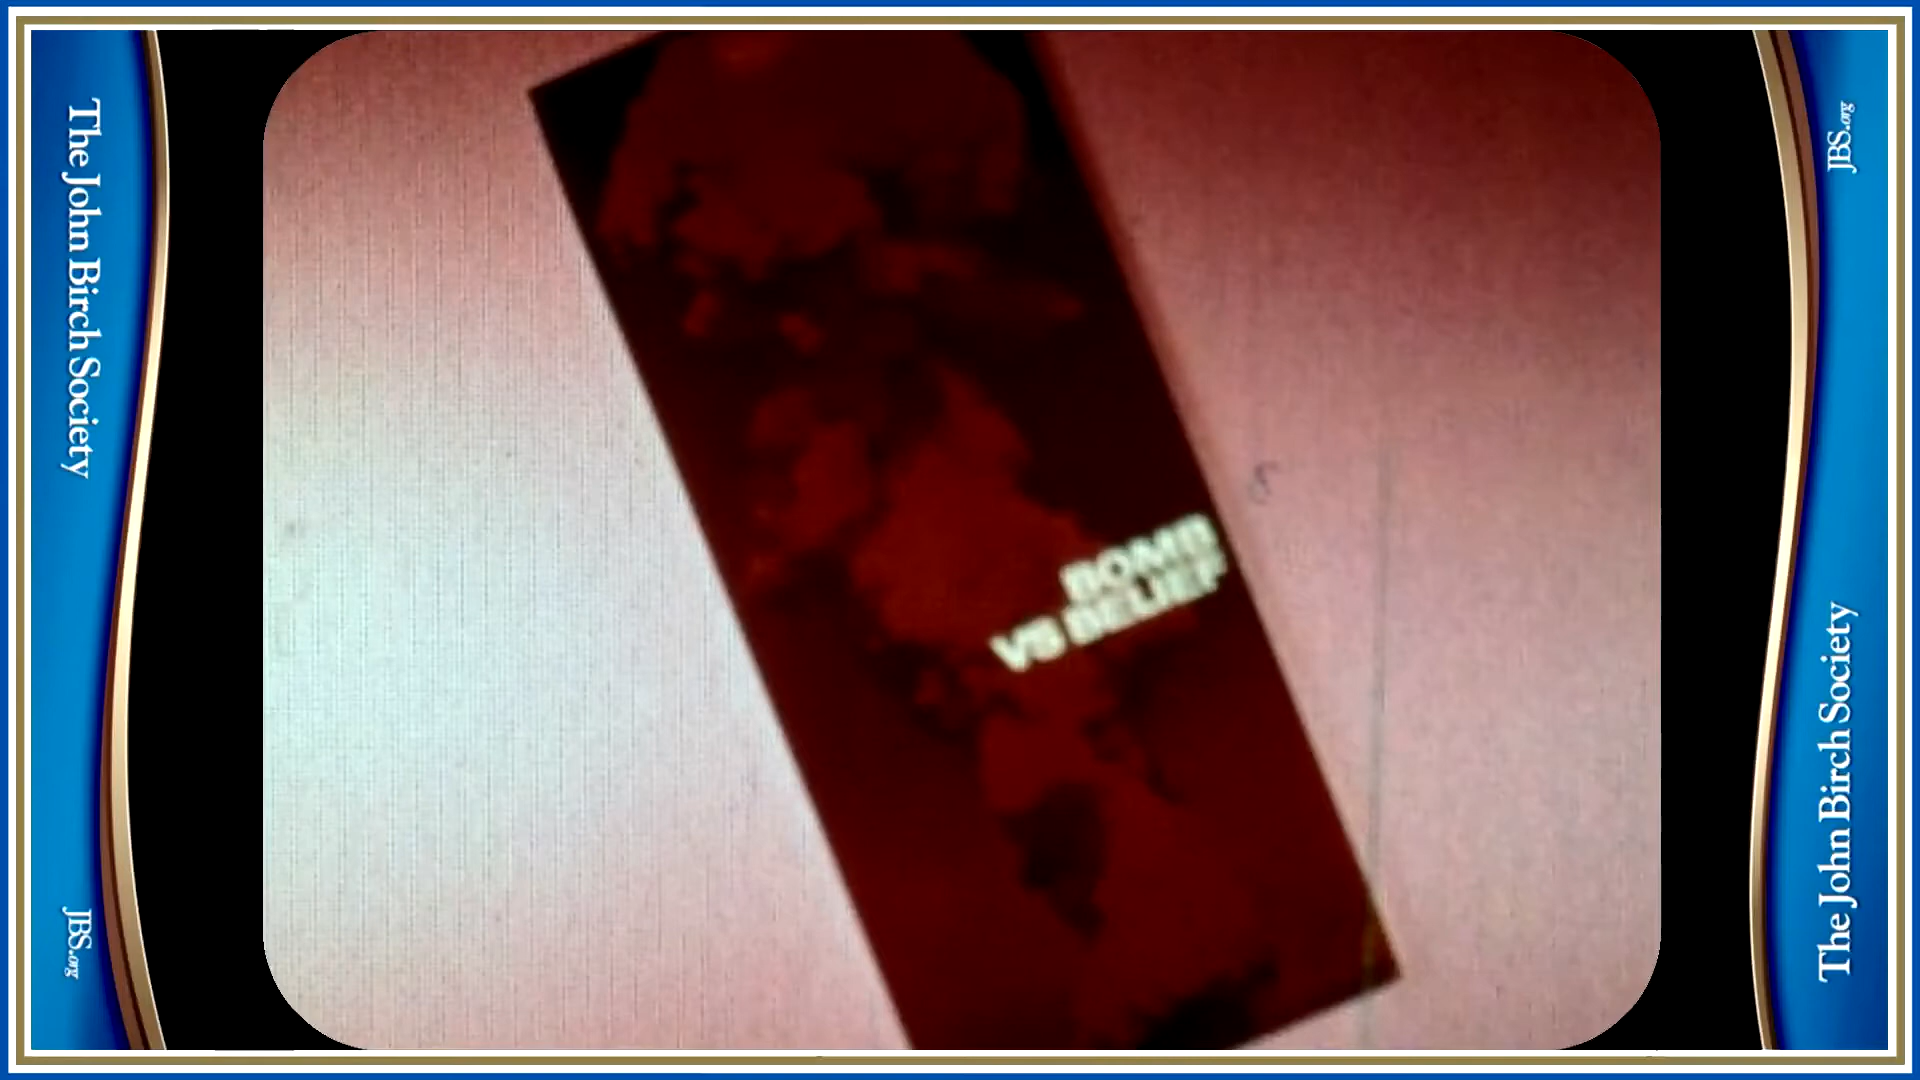 The John Birch Society
JBS.org
BOMB
VS BELIEF
JBS.org
The John Birch Society